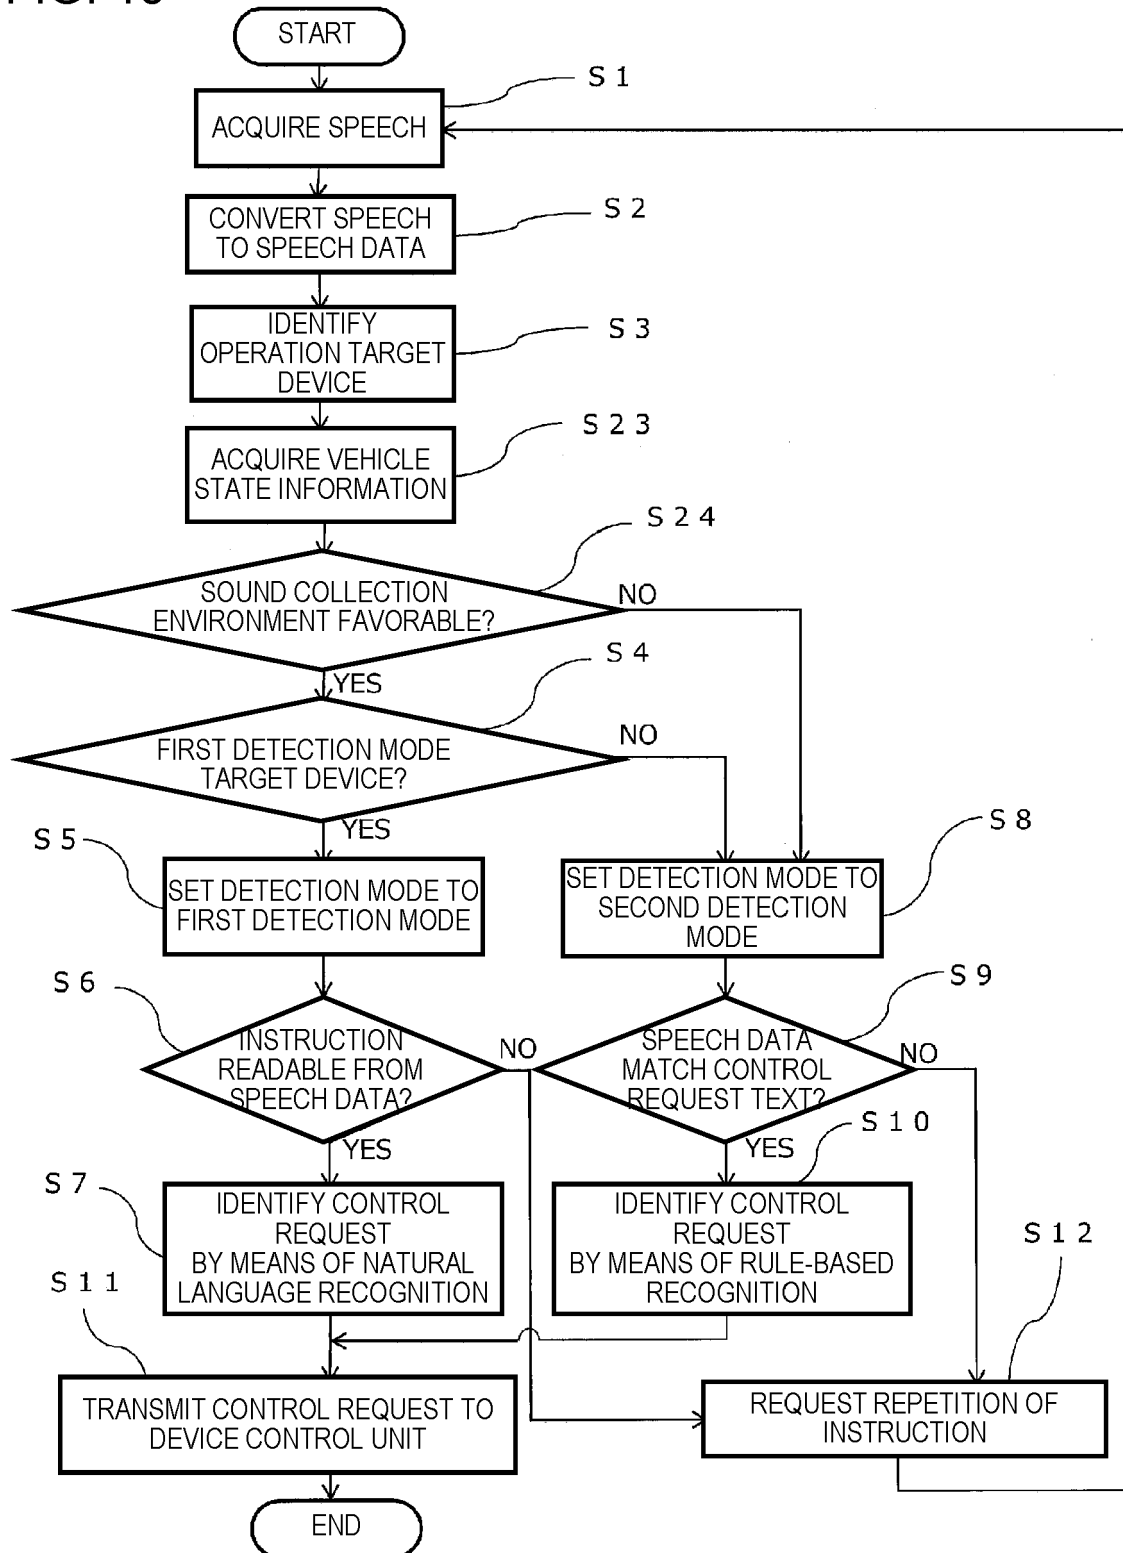 START
S 1
ACQUIRE SPEECH
S 2
CONVERT SPEECH
TO SPEECH DATA
S 3
IDENTIFY
OPERATION TARGET
DEVICE
S 2 3
ACQUIRE VEHICLE
STATE INFORMATION
S 2 4
SOUND COLLECTION
ENVIRONMENT FAVORABLE?
NO
YES
S 4
FIRST DETECTION MODE
TARGET DEVICE?
NO
YES
S 5
SET DETECTION MODE TO
FIRST DETECTION MODE
S 8
SET DETECTION MODE TO
SECOND DETECTION
MODE
S 6
INSTRUCTION
READABLE FROM
SPEECH DATA?
NO
YES
S 9
SPEECH DATA
MATCH CONTROL
REQUEST TEXT?
NO
YES
S 7
IDENTIFY CONTROL
REQUEST
BY MEANS OF NATURAL
LANGUAGE RECOGNITION
S 1 0
IDENTIFY CONTROL
REQUEST
BY MEANS OF RULE-BASED
RECOGNITION
S 1 1
TRANSMIT CONTROL REQUEST TO
DEVICE CONTROL UNIT
S 1 2
REQUEST REPETITION OF
INSTRUCTION
END